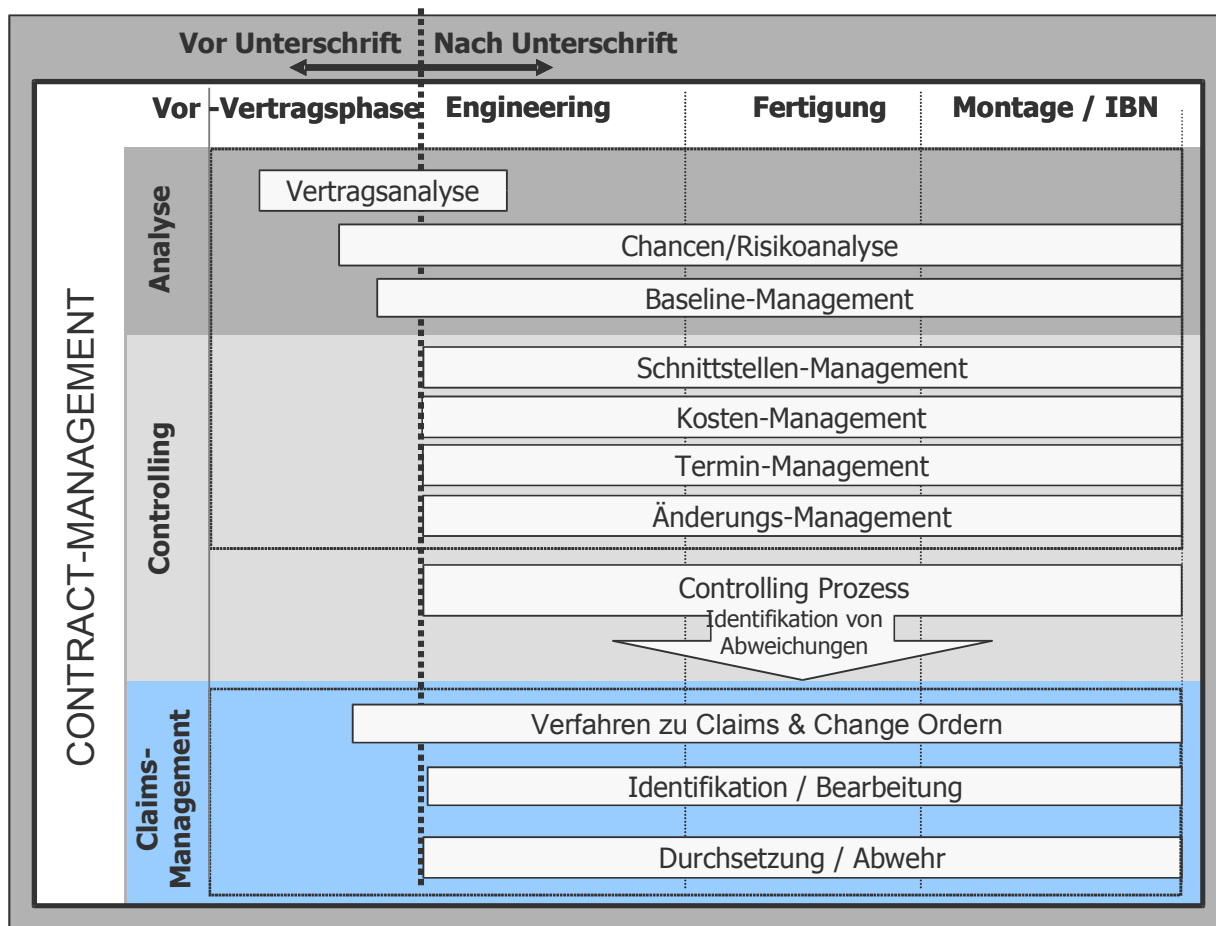 Vor Unterschrift Nach Unterschrift
Vor -Vertragsphase Engineering Fertigung Montage / IBN
CONTRACT-MANAGEMENT
Analyse
Vertragsanalyse
Chancen/Risikoanalyse
Baseline-Management
Controlling
Schnittstellen-Management
Kosten-Management
Termin-Management
Änderungs-Management
Controlling Prozess
Identifikation von
Abweichungen
Claims-
Management
Verfahren zu Claims & Change Ordern
Identifikation / Bearbeitung
Durchsetzung / Abwehr